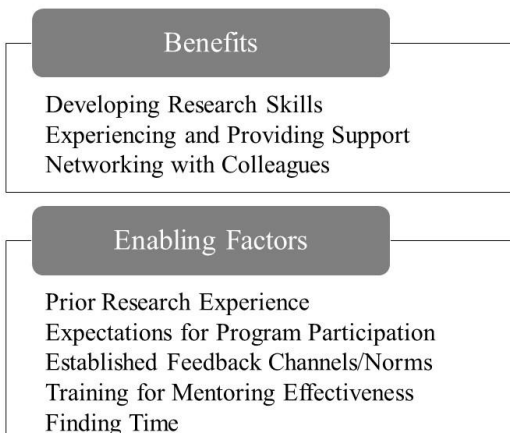 Benefits
Developing Research Skills
Experiencing and Providing Support
Networking with Colleagues
Enabling Factors
Prior Research Experience
Expectations for Program Participation
Established Feedback Channels/Norms
Training for Mentoring Effectiveness
Finding Time